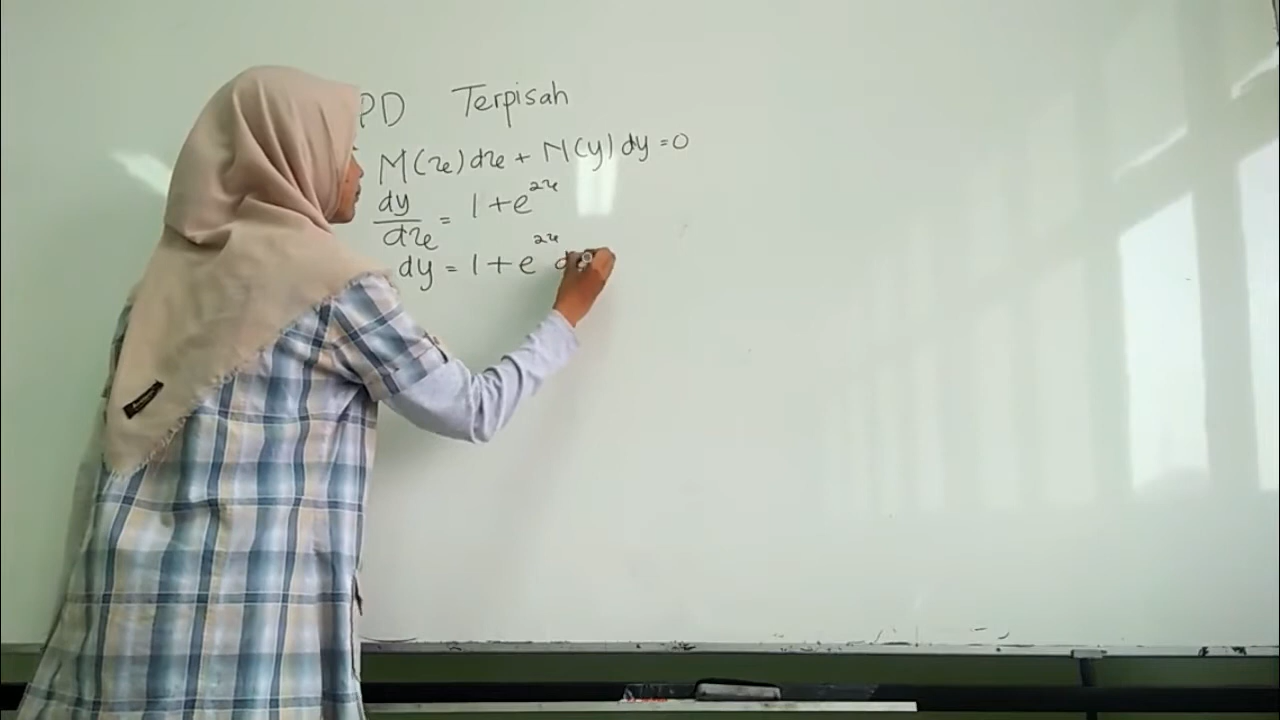 PD Terpisah
M(x)dx + N(y)dy = 0
dy/dx = 1 + e^2x
dy = 1 + e^2x d